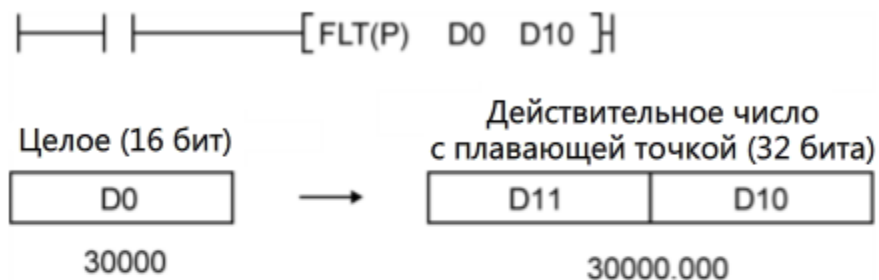 FLT(P) D0 D10
Целое (16 бит)
Действительное число
с плавающей точкой (32 бита)
D0
D11 D10
30000
30000.000